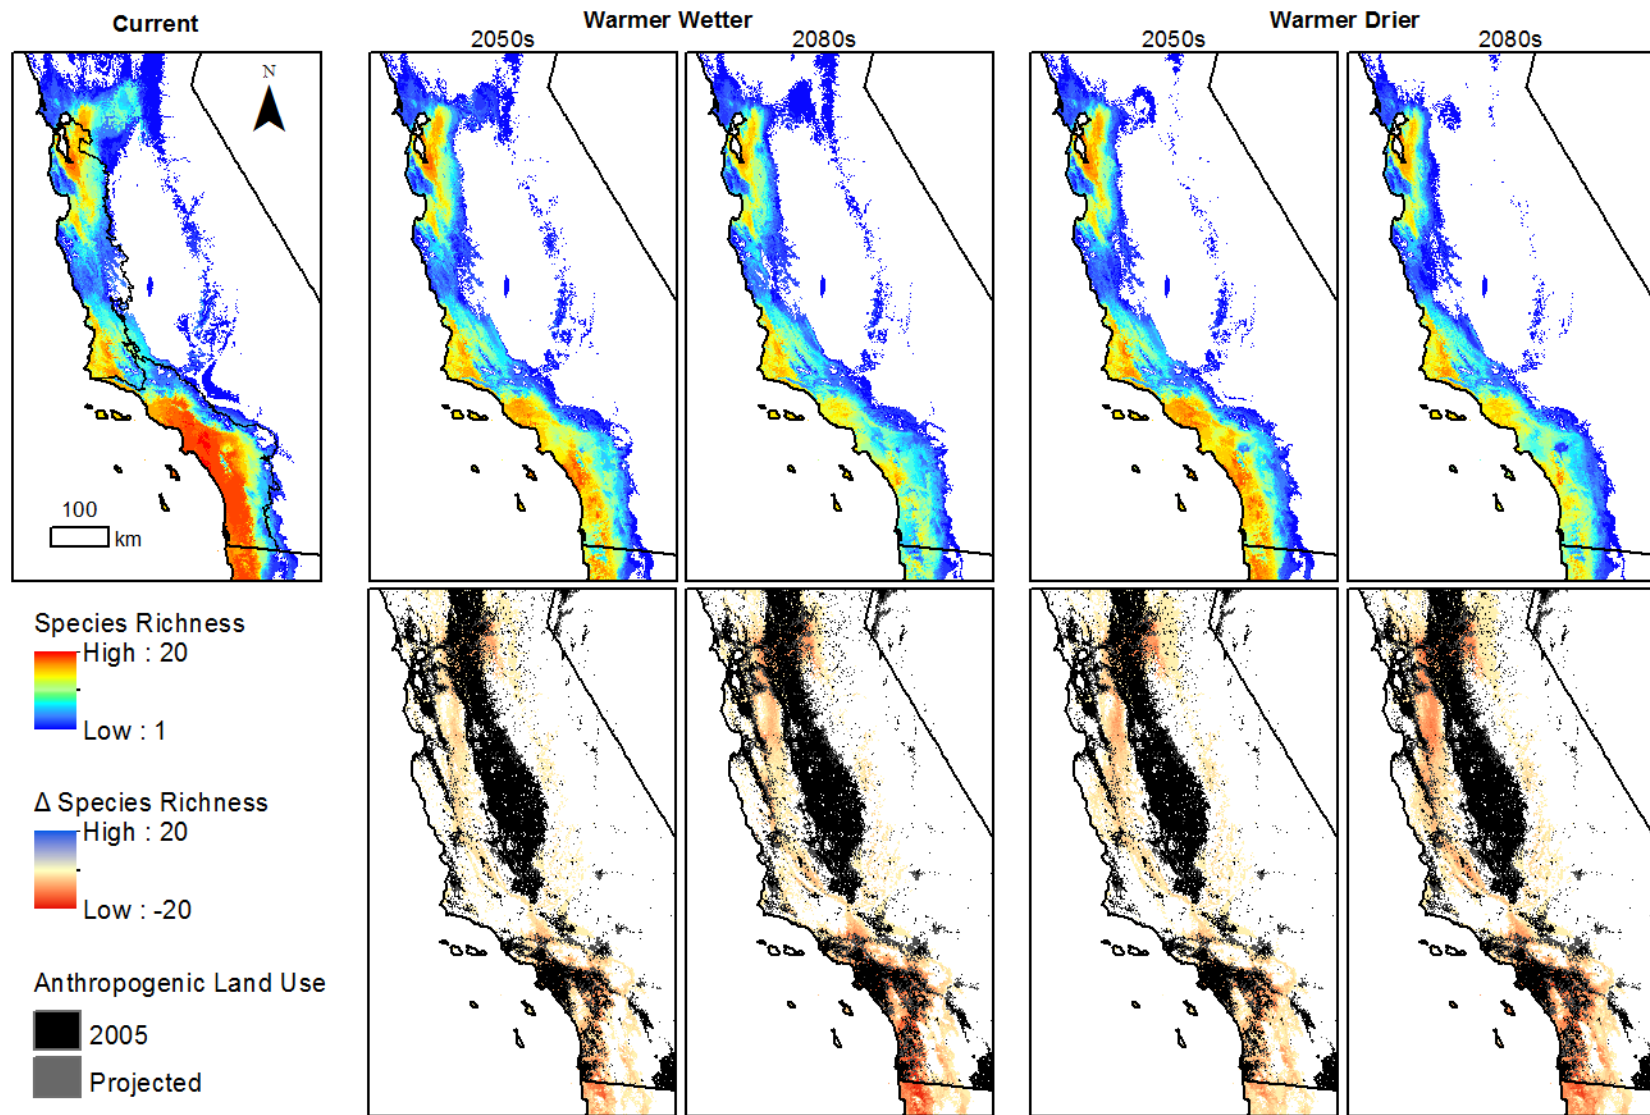 Current
Warmer Wetter
Warmer Drier
2050s
2080s
2050s
2080s
N
100
km
Species Richness
High : 20
Low : 1
Δ Species Richness
High : 20
Low : -20
Anthropogenic Land Use
2005
Projected